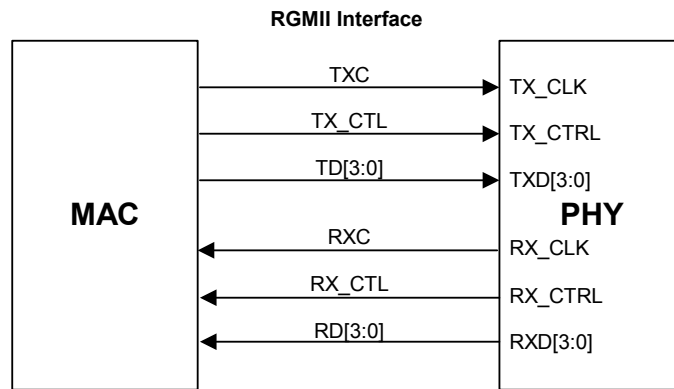 RGMII Interface
TXC
TX_CLK
TX_CTL
TX_CTRL
TD[3:0]
TXD[3:0]
MAC
PHY
RXC
RX_CLK
RX_CTL
RX_CTRL
RD[3:0]
RXD[3:0]